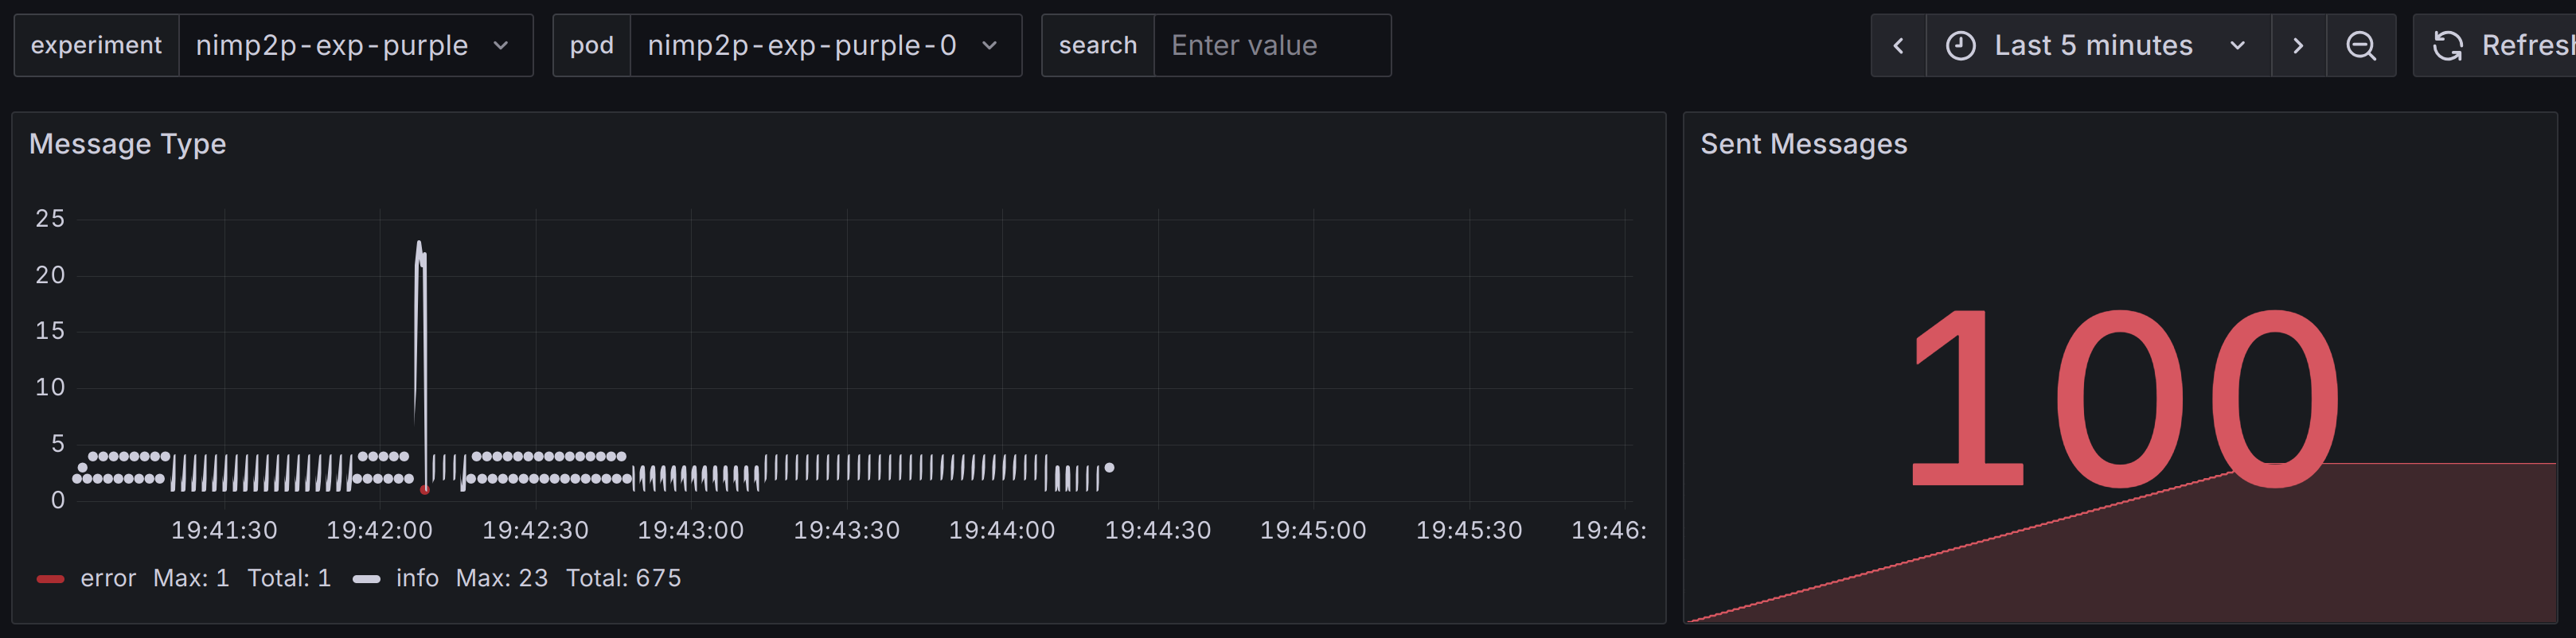 experiment nimp2p-exp-purple pod nimp2p-exp-purple-0 search Enter value Last 5 minutes Refresh
Message Type
25
20
15
10
5
0
19:41:30 19:42:00 19:42:30 19:43:00 19:43:30 19:44:00 19:44:30 19:45:00 19:45:30 19:46:
error Max: 1 Total: 1 info Max: 23 Total: 675
Sent Messages
100